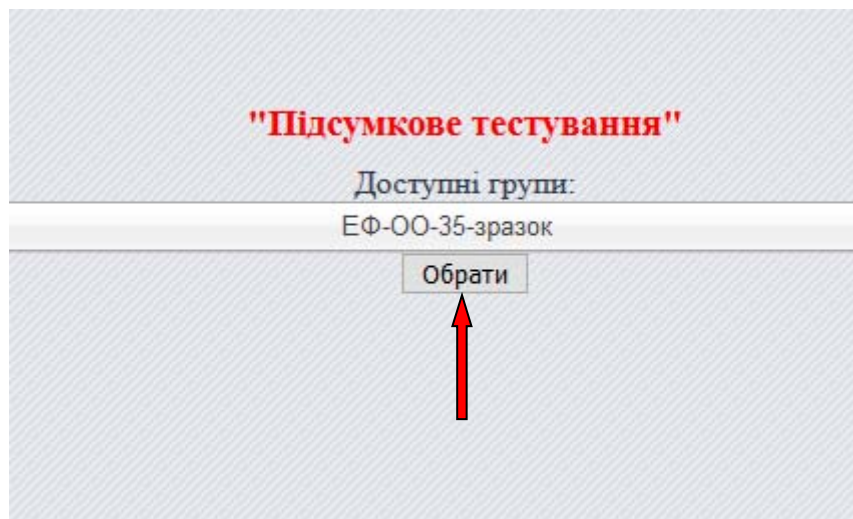 "Підсумкове тестування"
Доступні групи:
ЕФ-ОО-35-зразок
Обрати